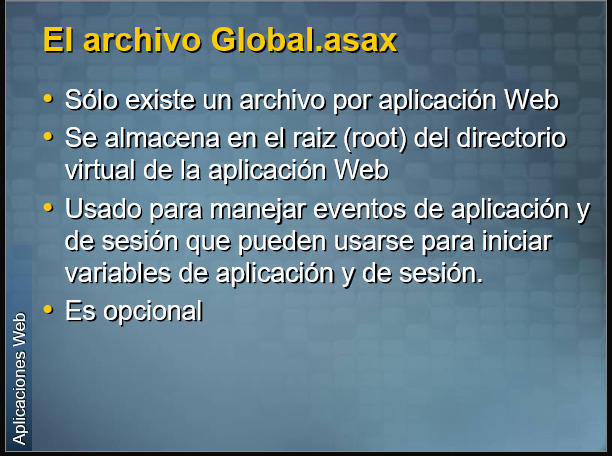 El archivo Global.asax
• Sólo existe un archivo por aplicación Web
• Se almacena en el raiz (root) del directorio
virtual de la aplicación Web
• Usado para manejar eventos de aplicación y
de sesión que pueden usarse para iniciar
variables de aplicación y de sesión.
• Es opcional
Aplicaciones Web